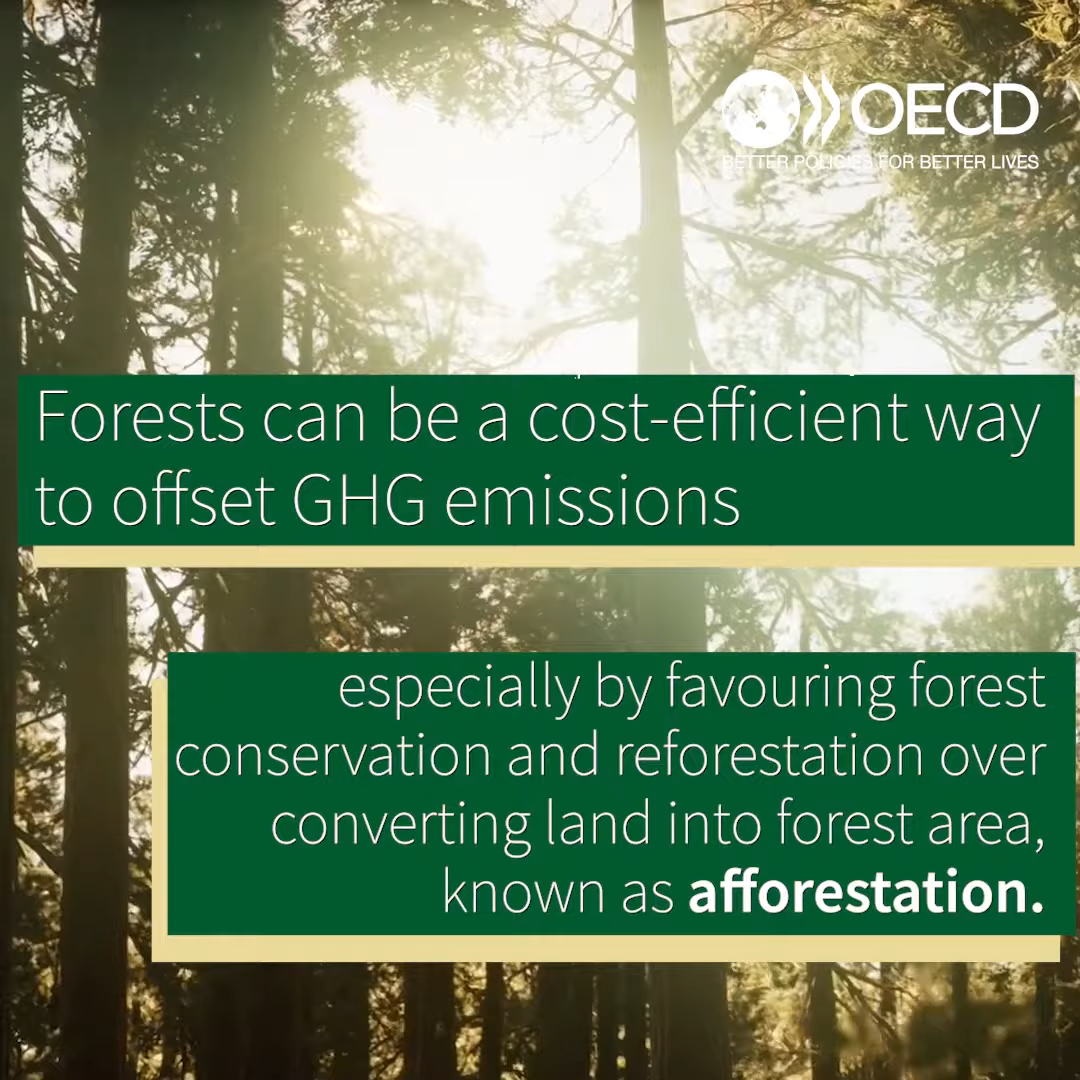 OECD
BETTER POLICIES FOR BETTER LIVES
Forests can be a cost-efficient way
to offset GHG emissions
especially by favouring forest
conservation and reforestation over
converting land into forest area,
known as afforestation.